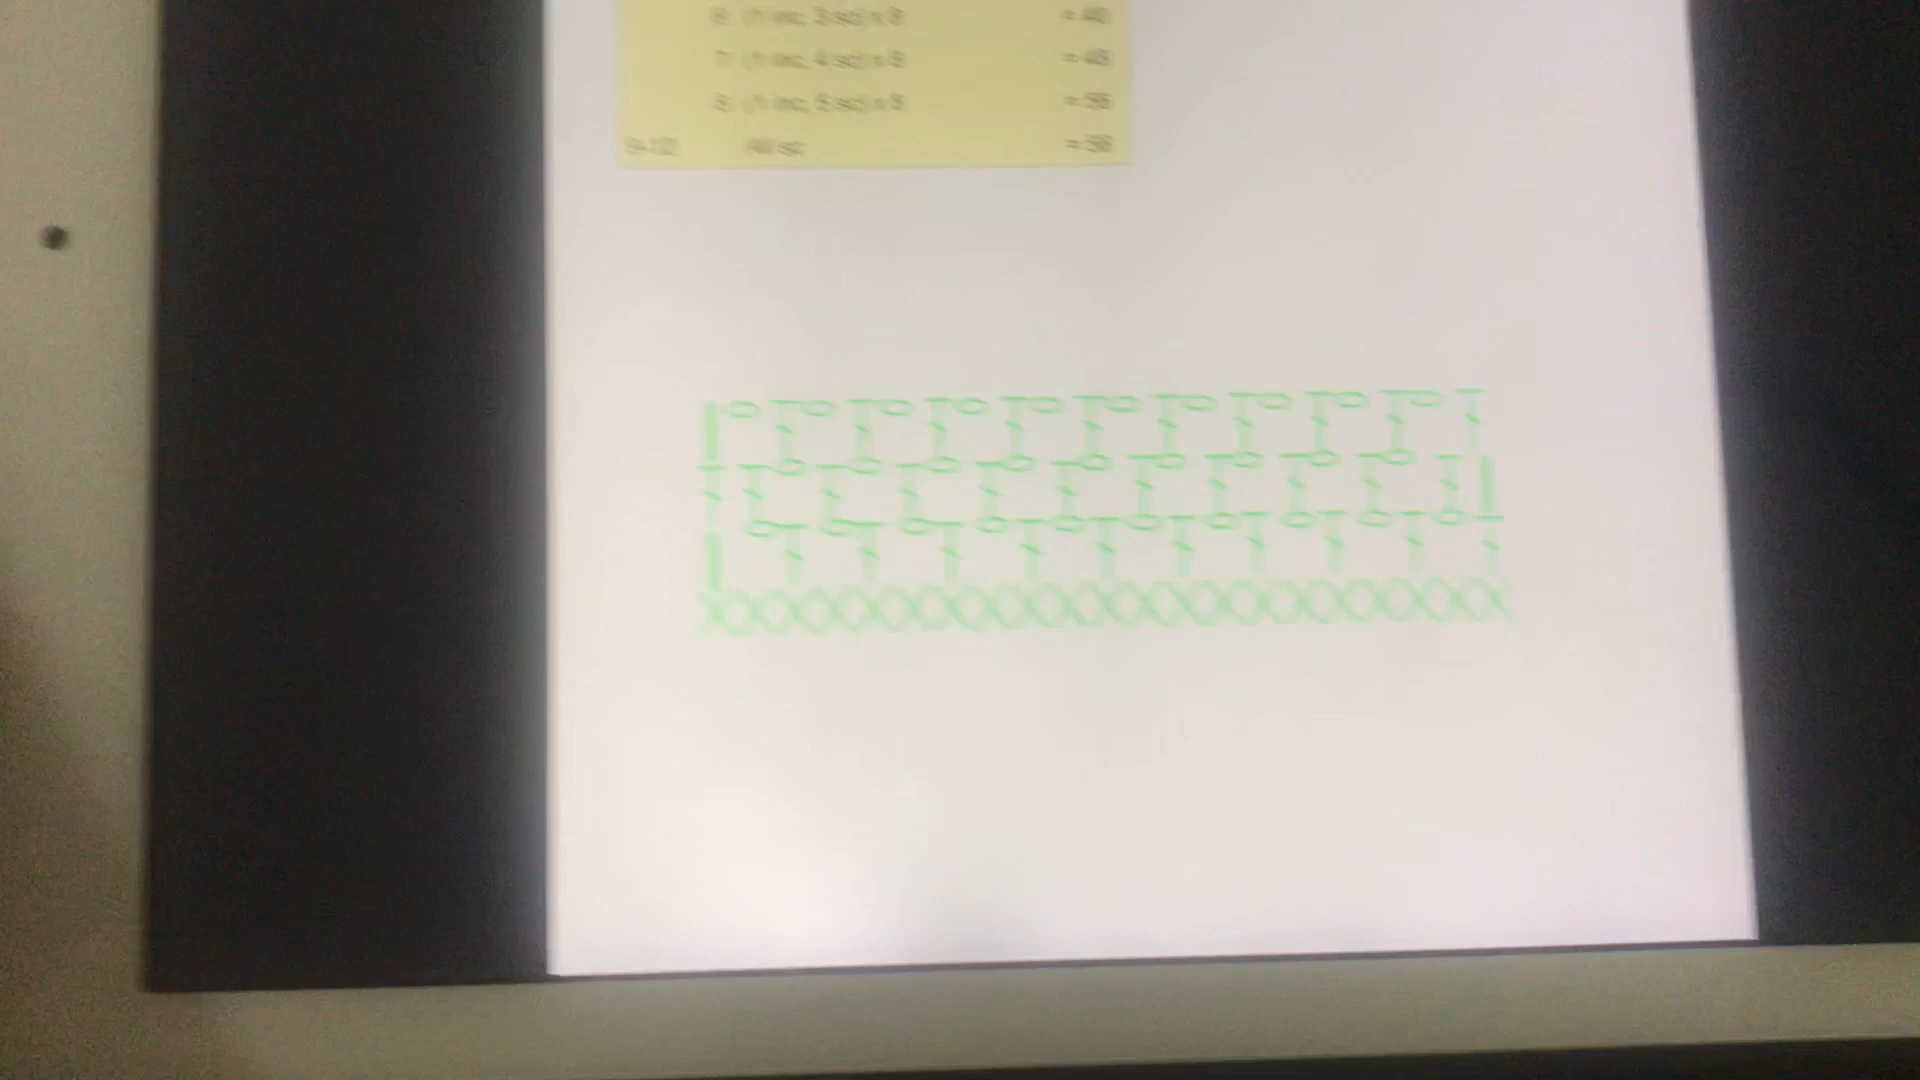 6 (1 inc, 3 sc) x 8 = 40
7 (1 inc, 4 sc) x 8 = 48
8 (1 inc, 5 sc) x 8 = 56
9-12 All sc = 56